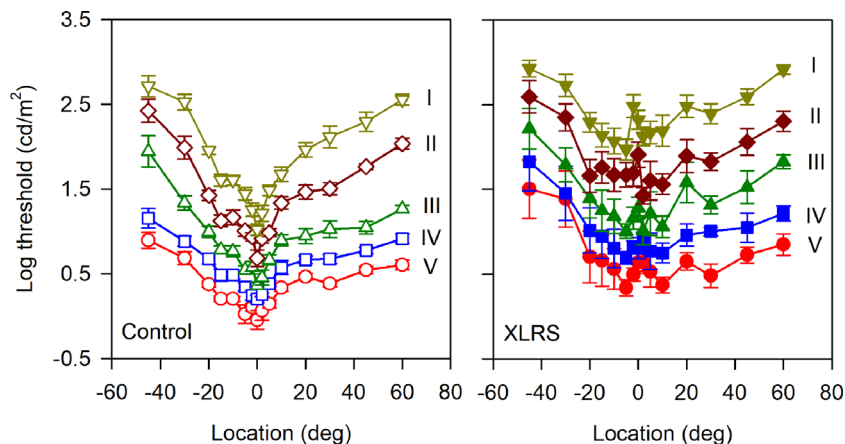 Log threshold (cd/m²)
3.5
2.5
1.5
0.5
-0.5
I
II
III
IV
V
Control
I
II
III
IV
V
XLRS
-60 -40 -20 0 20 40 60 80
-60 -40 -20 0 20 40 60 80
Location (deg)
Location (deg)